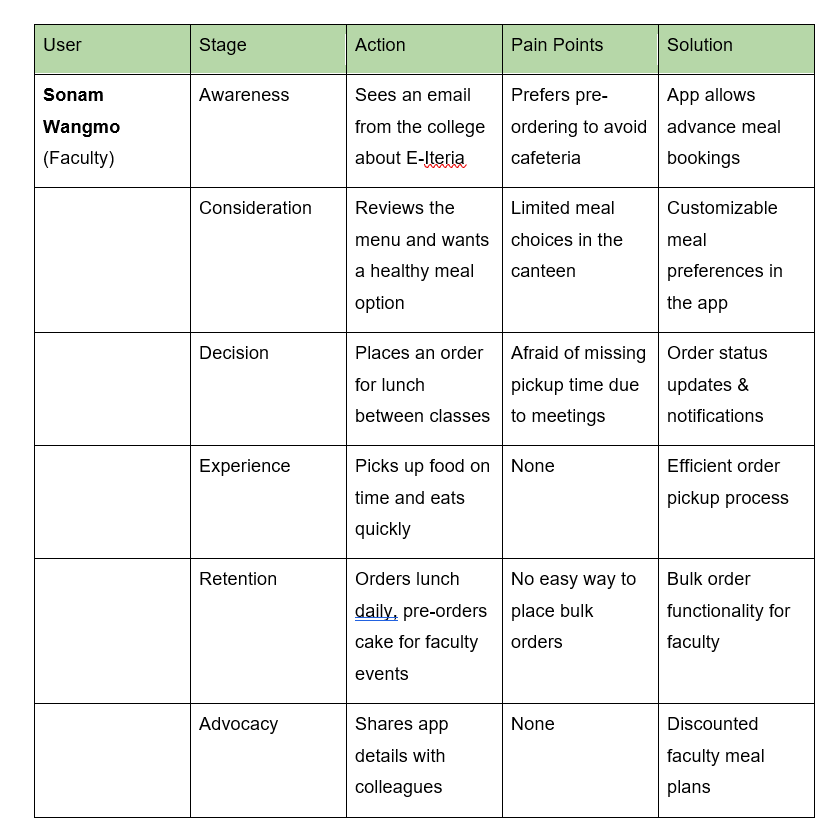 User
Stage
Action
Pain Points
Solution
Sonam
Wangmo
(Faculty)
Awareness
Sees an email
from the college
about E-Iteria
Prefers pre-
ordering to avoid
cafeteria
App allows
advance meal
bookings
Consideration
Reviews the
menu and wants
a healthy meal
option
Limited meal
choices in the
canteen
Customizable
meal
preferences in
the app
Decision
Places an order
for lunch
between classes
Afraid of missing
pickup time due
to meetings
Order status
updates &
notifications
Experience
Picks up food on
time and eats
quickly
None
Efficient order
pickup process
Retention
Orders lunch
daily, pre-orders
cake for faculty
events
No easy way to
place bulk
orders
Bulk order
functionality for
faculty
Advocacy
Shares app
details with
colleagues
None
Discounted
faculty meal
plans